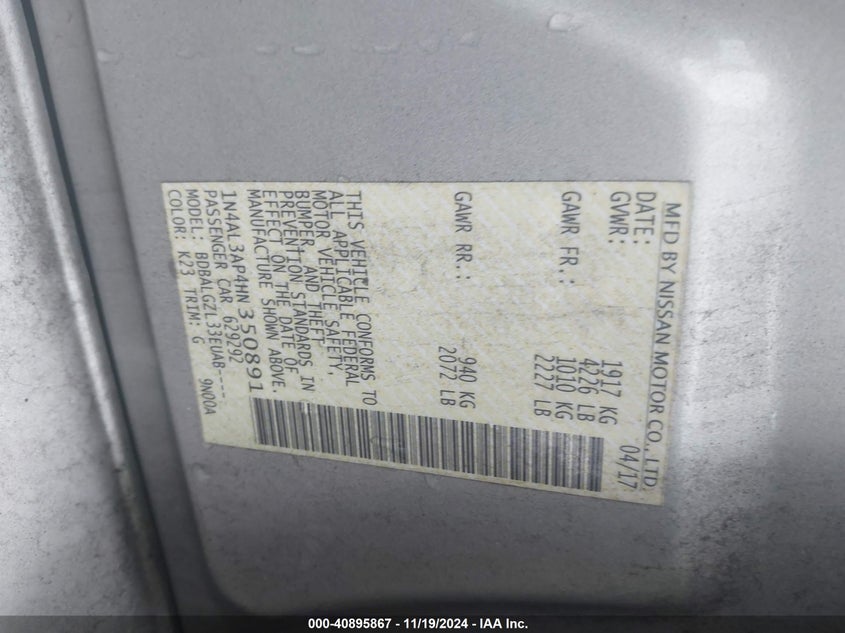 MFD BY NISSAN MOTOR CO., LTD.
DATE: 04/17
GVWR: 1917 KG
4226 LB
GAWR FR.: 1010 KG
2227 LB
GAWR RR.: 940 KG
2072 LB
THIS VEHICLE CONFORMS TO
ALL APPLICABLE FEDERAL
MOTOR VEHICLE SAFETY,
BUMPER, AND THEFT
PREVENTION STANDARDS IN
EFFECT ON THE DATE OF
MANUFACTURE SHOWN ABOVE.
1N4AL3AP4HN350891
PASSENGER CAR 629292
MODEL: BDBALGZL33EUAB----
COLOR: K23 TRIM: G 9N00A
000-40895867 - 11/19/2024 - IAA Inc.